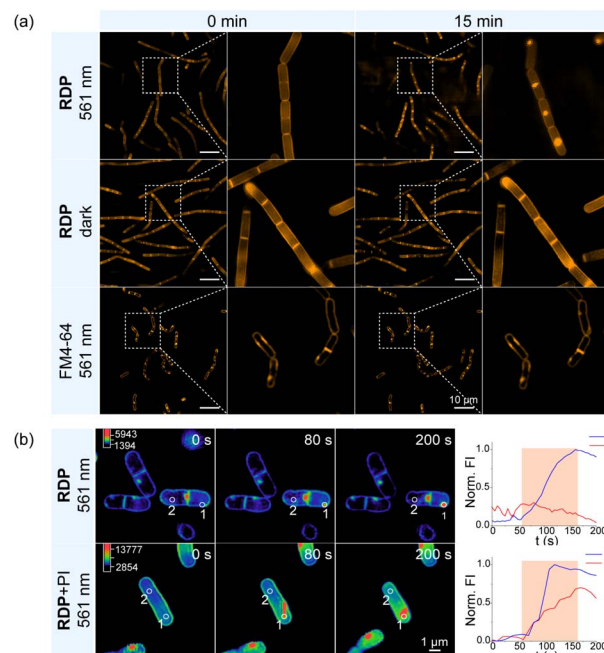 (a)
0 min
15 min
RDP
561 nm
RDP
dark
FM4-64
561 nm
10 µm
(b)
RDP
561 nm
5943
1394
0 s
80 s
200 s
2
1
2
1
2
1
Norm. FI
1.0
0.5
0.0
0
50
100
150
200
t (s)
RDP+PI
561 nm
13777
2854
0 s
80 s
200 s
2
1
2
1
2
1
1 µm
Norm. FI
1.0
0.5
0.0
0
50
100
150
200
t (s)